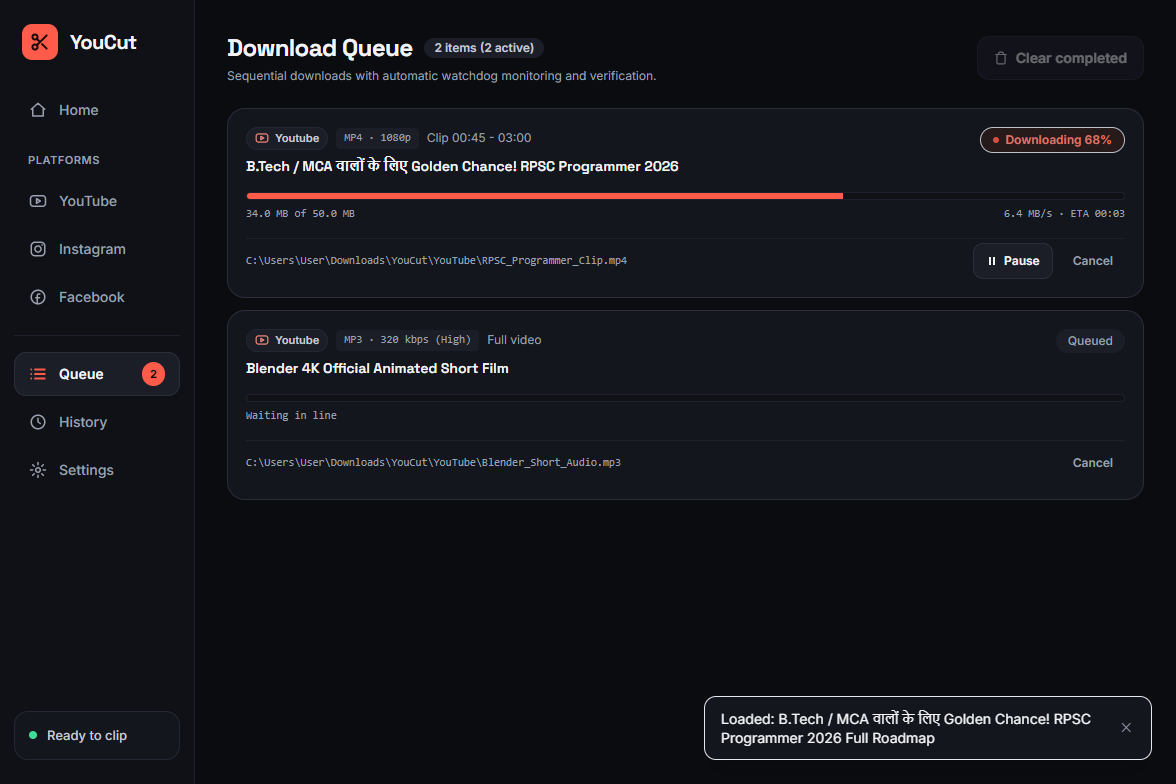 YouCut
Home
PLATFORMS
YouTube
Instagram
Facebook
Queue 2
History
Settings
Ready to clip
Download Queue 2 items (2 active)
Sequential downloads with automatic watchdog monitoring and verification.
Clear completed
Youtube MP4 · 1080p Clip 00:45 - 03:00 Downloading 68%
B.Tech / MCA वालों के लिए Golden Chance! RPSC Programmer 2026
34.0 MB of 50.0 MB 6.4 MB/s · ETA 00:03
C:\Users\User\Downloads\YouCut\YouTube\RPSC_Programmer_Clip.mp4 Pause Cancel
Youtube MP3 · 320 kbps (High) Full video Queued
Blender 4K Official Animated Short Film
Waiting in line
C:\Users\User\Downloads\YouCut\YouTube\Blender_Short_Audio.mp3 Cancel
Loaded: B.Tech / MCA वालों के लिए Golden Chance! RPSC
Programmer 2026 Full Roadmap